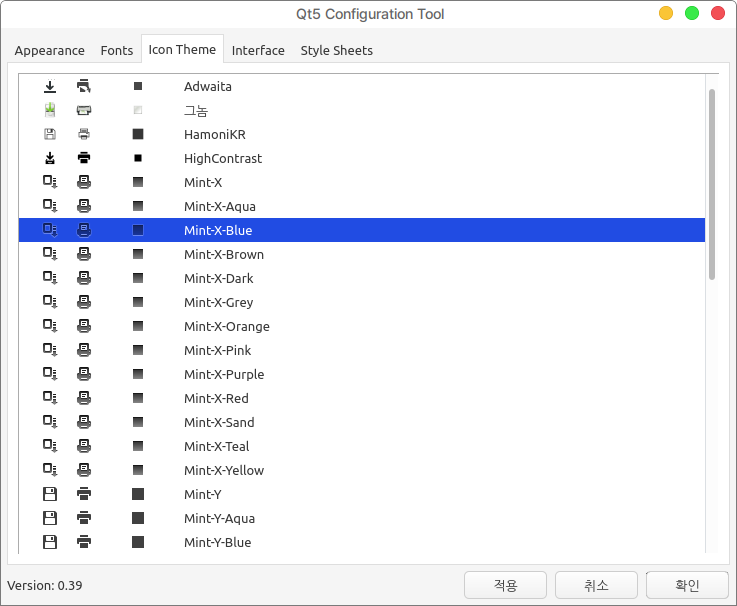 Qt5 Configuration Tool
Appearance Fonts Icon Theme Interface Style Sheets
Adwaita
그놈
HamoniKR
HighContrast
Mint-X
Mint-X-Aqua
Mint-X-Blue
Mint-X-Brown
Mint-X-Dark
Mint-X-Grey
Mint-X-Orange
Mint-X-Pink
Mint-X-Purple
Mint-X-Red
Mint-X-Sand
Mint-X-Teal
Mint-X-Yellow
Mint-Y
Mint-Y-Aqua
Mint-Y-Blue
Version: 0.39 적용 취소 확인